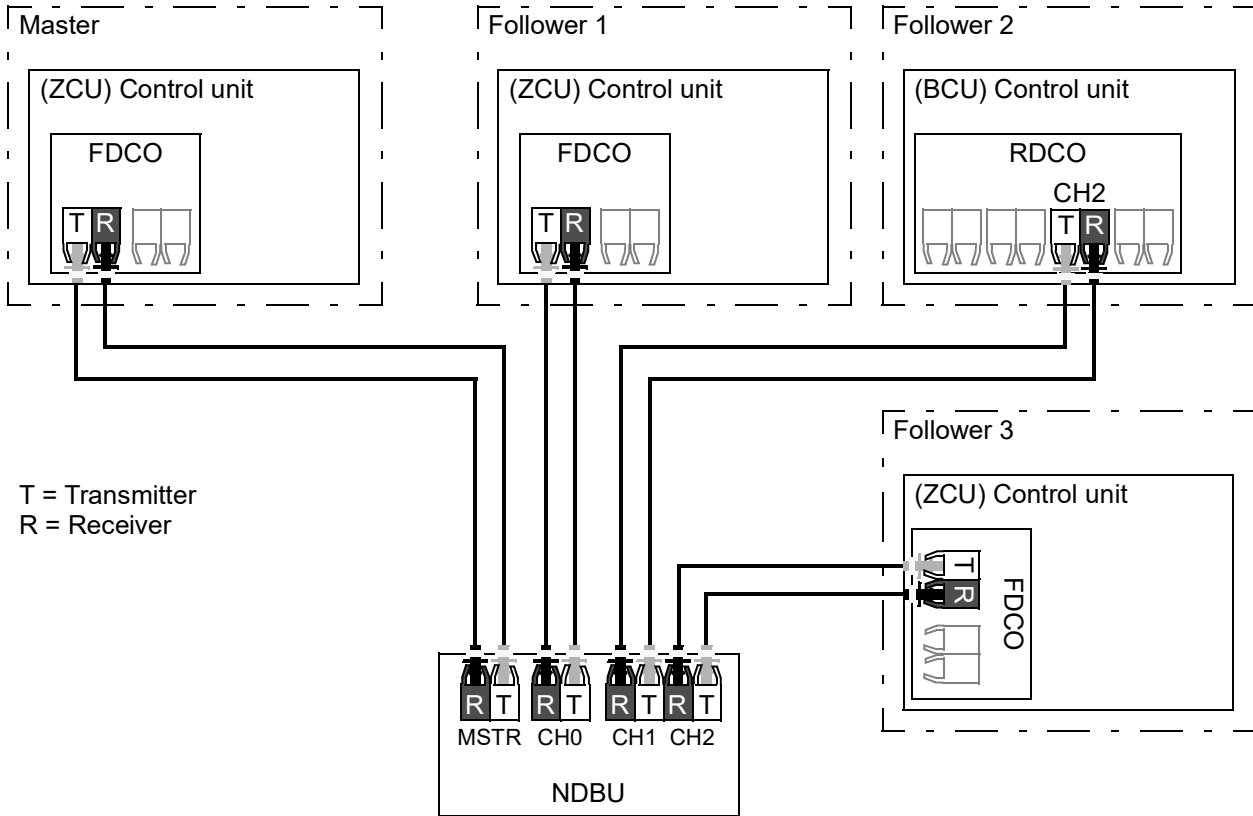 Master
(ZCU) Control unit
FDCO
T R
Follower 1
(ZCU) Control unit
FDCO
T R
Follower 2
(BCU) Control unit
RDCO
CH2
T R
Follower 3
(ZCU) Control unit
T
R
FDCO
T = Transmitter
R = Receiver
R T R T R T R T
MSTR CH0 CH1 CH2
NDBU